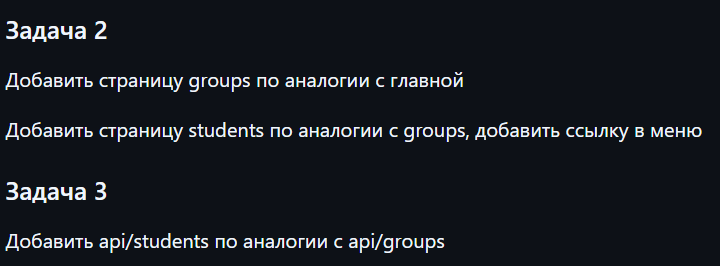 Задача 2
Добавить страницу groups по аналогии с главной
Добавить страницу students по аналогии с groups, добавить ссылку в меню
Задача 3
Добавить api/students по аналогии с api/groups